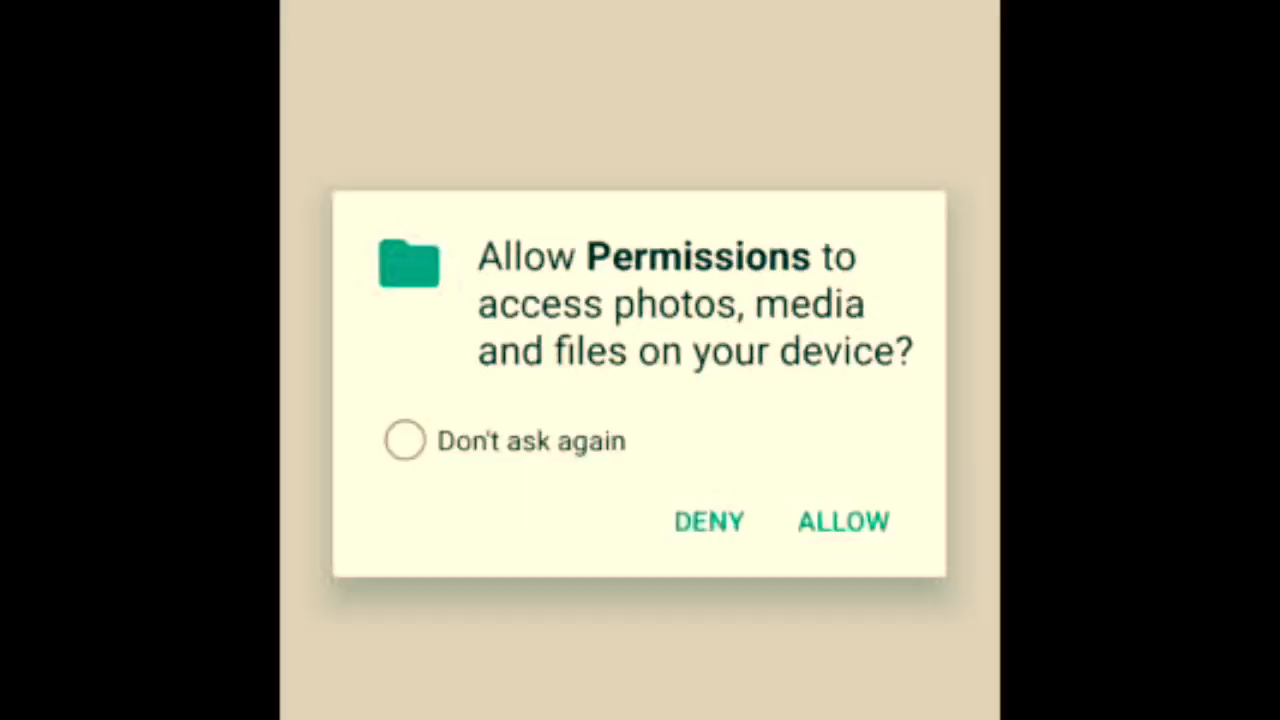 Allow Permissions to
access photos, media
and files on your device?
Don't ask again
DENY ALLOW